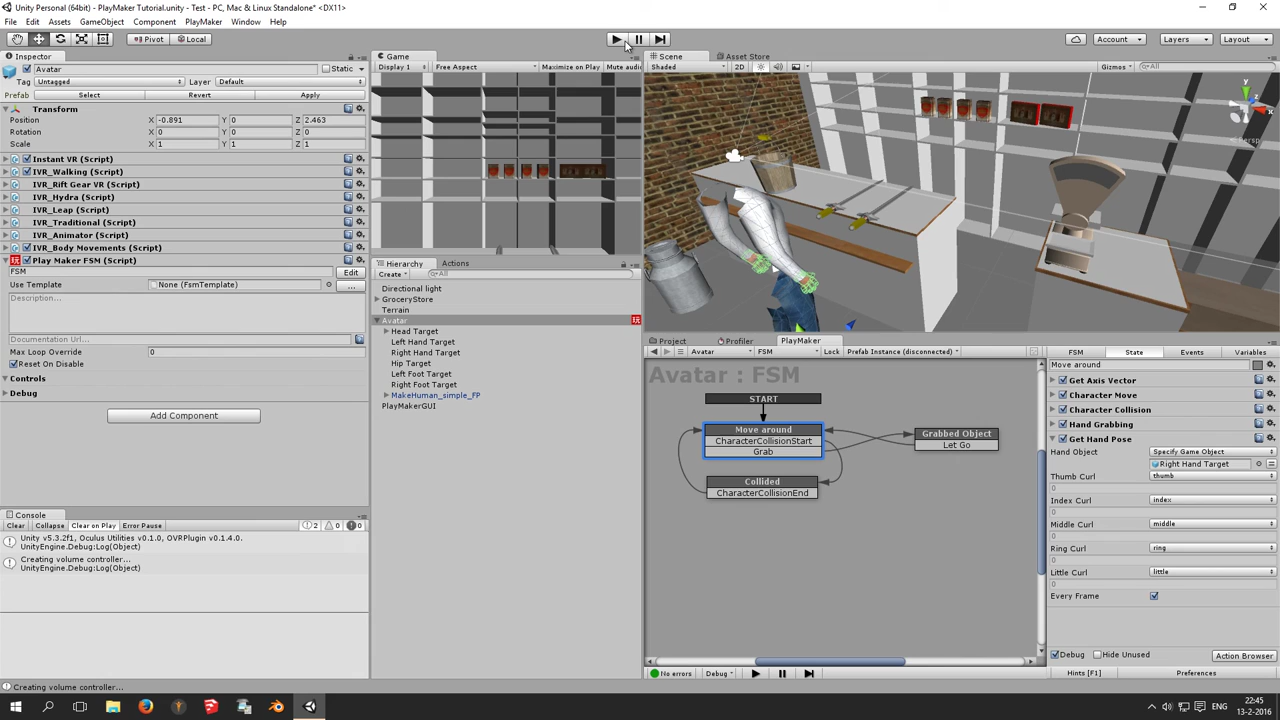 Unity Personal (64bit) - PlayMaker Tutorial.unity - Test - PC, Mac & Linux Standalone* <DX11>
File Edit Assets GameObject Component PlayMaker Window Help
Pivot Local Account Layers Layout
Inspector
Avatar Static
Tag Untagged Layer Default
Prefab Select Revert Apply
Transform
Position X -0.891 Y 0 Z 2.463
Rotation X 0 Y 0 Z 0
Scale X 1 Y 1 Z 1
Instant VR (Script)
IVR_Walking (Script)
IVR_Rift Gear VR (Script)
IVR_Hydra (Script)
IVR_Leap (Script)
IVR_Traditional (Script)
IVR_Animator (Script)
IVR_Body Movements (Script)
Play Maker FSM (Script)
FSM Edit
Use Template None (FsmTemplate) ...
Description...
Documentation Url...
Max Loop Override 0
Reset On Disable
Controls
Debug
Add Component
Console
Clear Collapse Clear on Play Error Pause 2 0 0
Unity v5.3.2f1, Oculus Utilities v0.1.0, OVRPlugin v0.1.4.0.
UnityEngine.Debug:Log(Object)
Creating volume controller...
UnityEngine.Debug:Log(Object)
Creating volume controller...
Game
Display 1 Free Aspect Maximize on Play Mute audio
Hierarchy Actions
Create All
Directional light
GroceryStore
Terrain
Avatar
Head Target
Left Hand Target
Right Hand Target
Hip Target
Left Foot Target
Right Foot Target
MakeHuman_simple_FP
PlayMakerGUI
Scene Asset Store
Shaded 2D Gizmos All
y
x
Persp
Project Profiler PlayMaker
Avatar FSM Lock Prefab Instance (disconnected)
Avatar : FSM
START
Move around
CharacterCollisionStart
Grab
Grabbed Object
Let Go
Collided
CharacterCollisionEnd
No errors Debug
FSM State Events Variables
Move around
Get Axis Vector
Character Move
Character Collision
Hand Grabbing
Get Hand Pose
Hand Object Specify Game Object
Right Hand Target
Thumb Curl thumb
0
Index Curl index
0
Middle Curl middle
0
Ring Curl ring
0
Little Curl little
0
Every Frame
Debug Hide Unused Action Browser
Hints [F1] Preferences
ENG 22:45
13-2-2016